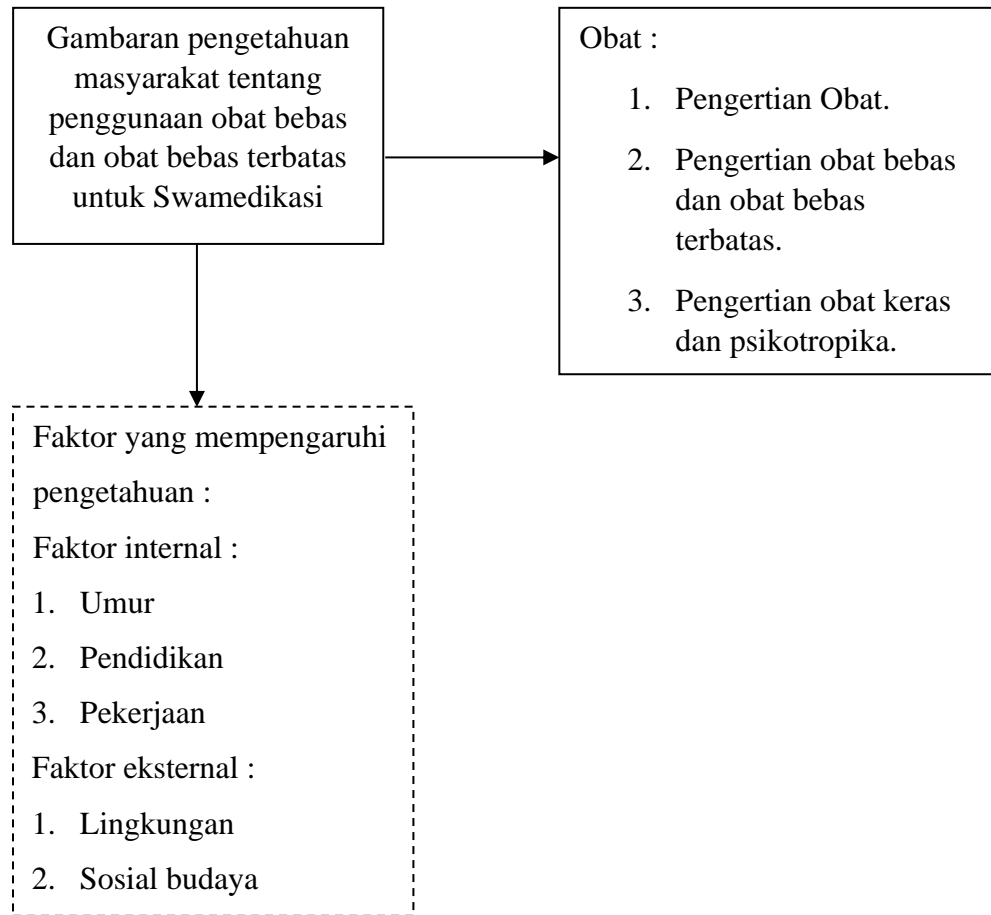 Gambaran pengetahuan
masyarakat tentang
penggunaan obat bebas
dan obat bebas terbatas
untuk Swamedikasi
Obat :
1. Pengertian Obat.
2. Pengertian obat bebas
dan obat bebas
terbatas.
3. Pengertian obat keras
dan psikotropika.
Faktor yang mempengaruhi
pengetahuan :
Faktor internal :
1. Umur
2. Pendidikan
3. Pekerjaan
Faktor eksternal :
1. Lingkungan
2. Sosial budaya